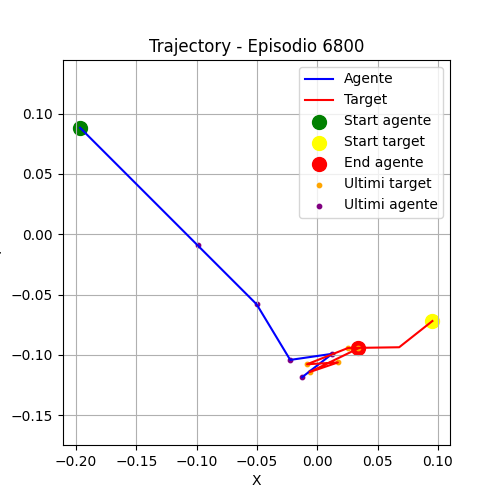 Trajectory - Episodio 6800
Agente
Target
Start agente
Start target
End agente
Ultimi target
Ultimi agente
0.10
0.05
0.00
−0.05
−0.10
−0.15
−0.20
−0.15
−0.10
−0.05
0.00
0.05
0.10
X